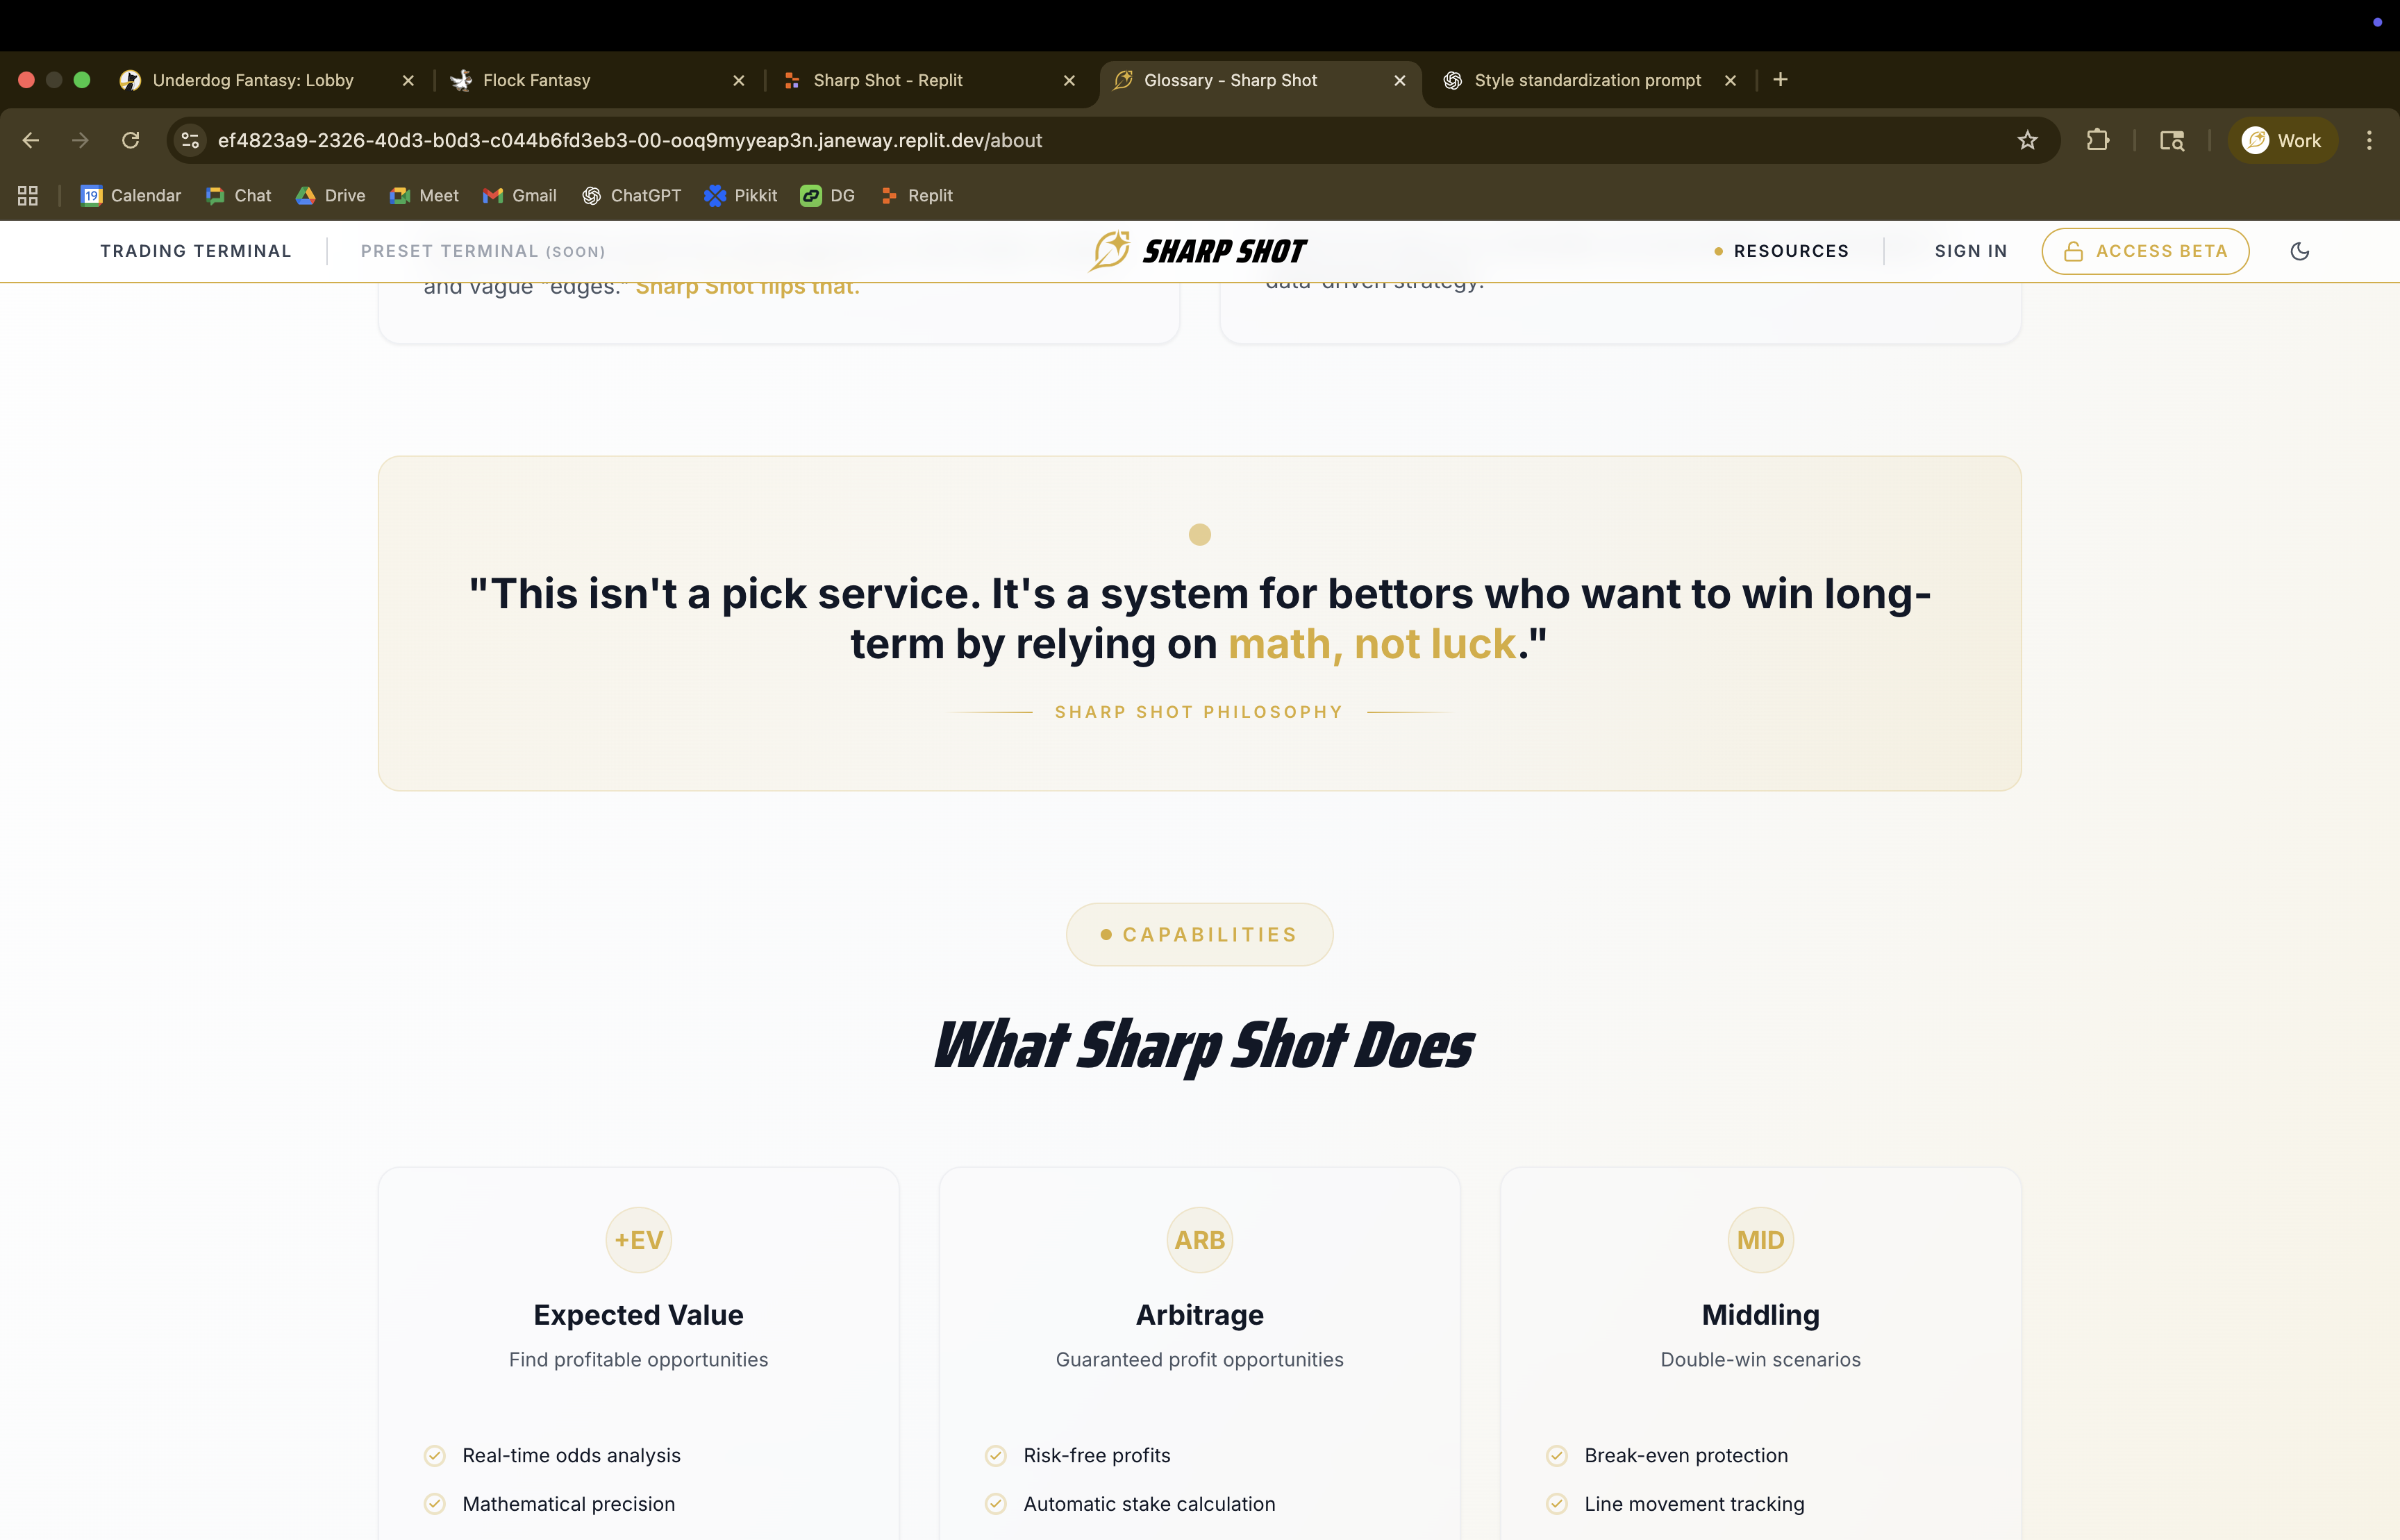 Underdog Fantasy: Lobby
Flock Fantasy
Sharp Shot - Replit
Glossary - Sharp Shot
Style standardization prompt
ef4823a9-2326-40d3-b0d3-c044b6fd3eb3-00-ooq9myyeap3n.janeway.replit.dev/about
Work
19
Calendar
Chat
Drive
Meet
Gmail
ChatGPT
Pikkit
DG
Replit
TRADING TERMINAL
PRESET TERMINAL (SOON)
SHARP SHOT
RESOURCES
SIGN IN
ACCESS BETA
and vague "edges." Sharp Shot flips that.
data-driven strategy.
"This isn't a pick service. It's a system for bettors who want to win long-
term by relying on math, not luck."
SHARP SHOT PHILOSOPHY
CAPABILITIES
What Sharp Shot Does
+EV
Expected Value
Find profitable opportunities
Real-time odds analysis
Mathematical precision
ARB
Arbitrage
Guaranteed profit opportunities
Risk-free profits
Automatic stake calculation
MID
Middling
Double-win scenarios
Break-even protection
Line movement tracking